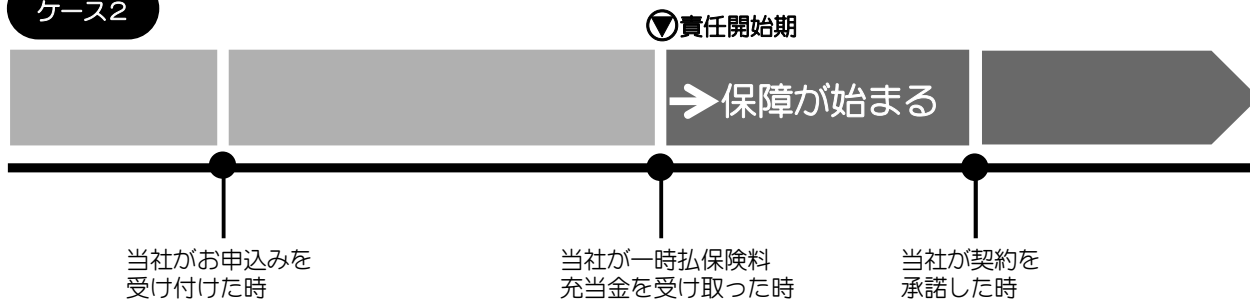 ケース2
責任開始期
保障が始まる
当社がお申込みを
受け付けた時
当社が一時払保険料
充当金を受け取った時
当社が契約を
承諾した時